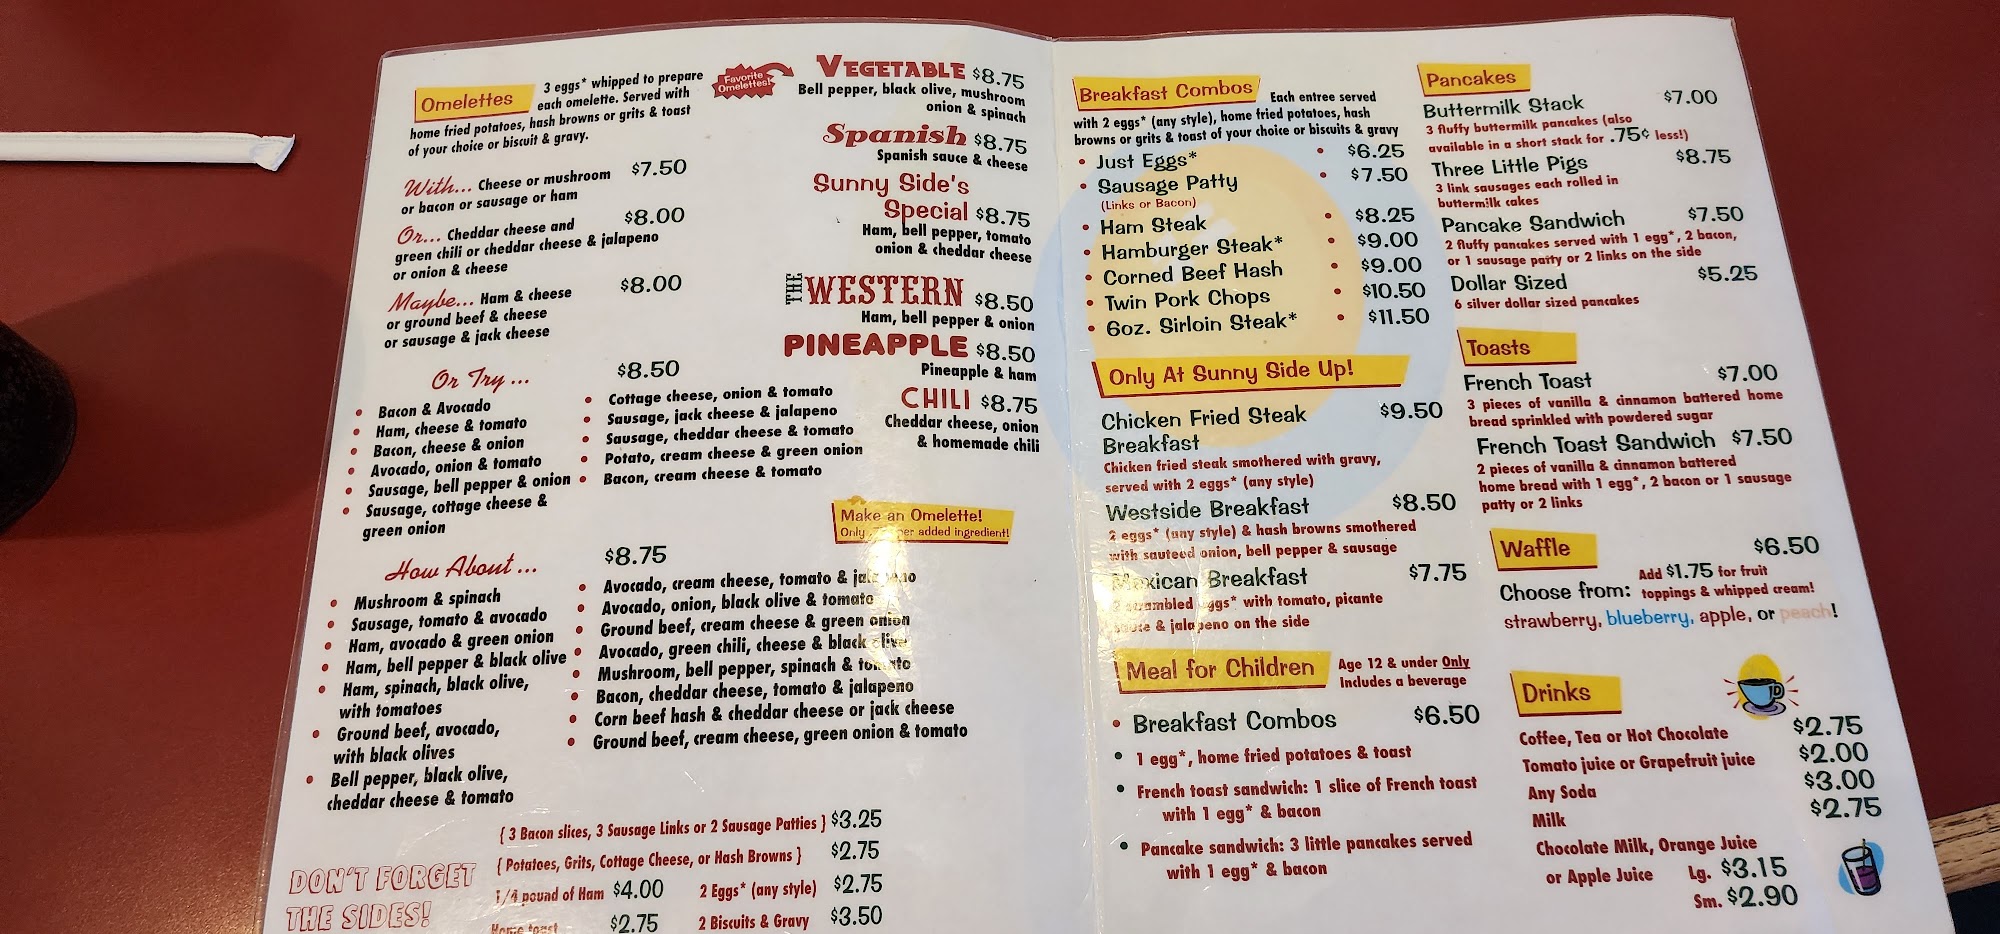 Omelettes
3 eggs* whipped to prepare
each omelette. Served with
home fried potatoes, hash browns or grits & toast
of your choice or biscuit & gravy.
With... Cheese or mushroom $7.50
or bacon or sausage or ham
Or... Cheddar cheese and $8.00
green chili or cheddar cheese & jalapeno
or onion & cheese
Maybe... Ham & cheese $8.00
or ground beef & cheese
or sausage & jack cheese
Or Try ... $8.50
• Bacon & Avocado
• Ham, cheese & tomato
• Bacon, cheese & onion
• Avocado, onion & tomato
• Sausage, bell pepper & onion
• Sausage, cottage cheese &
green onion
• Cottage cheese, onion & tomato
• Sausage, jack cheese & jalapeno
• Sausage, cheddar cheese & tomato
• Potato, cream cheese & green onion
• Bacon, cream cheese & tomato
How About ... $8.75
• Mushroom & spinach
• Sausage, tomato & avocado
• Ham, avocado & green onion
• Ham, bell pepper & black olive
• Ham, spinach, black olive,
with tomatoes
• Ground beef, avocado,
with black olives
• Bell pepper, black olive,
cheddar cheese & tomato
• Avocado, cream cheese, tomato & jalapeno
• Avocado, onion, black olive & tomato
• Ground beef, cream cheese & green onion
• Avocado, green chili, cheese & black olive
• Mushroom, bell pepper, spinach & tomato
• Bacon, cheddar cheese, tomato & jalapeno
• Corn beef hash & cheddar cheese or jack cheese
• Ground beef, cream cheese, green onion & tomato
Favorite
Omelettes!
VEGETABLE $8.75
Bell pepper, black olive, mushroom
onion & spinach
Spanish $8.75
Spanish sauce & cheese
Sunny Side's
Special $8.75
Ham, bell pepper, tomato
onion & cheddar cheese
THE WESTERN $8.50
Ham, bell pepper & onion
PINEAPPLE $8.50
Pineapple & ham
CHILI $8.75
Cheddar cheese, onion
& homemade chili
Make an Omelette!
Only per added ingredient!
DON'T FORGET
THE SIDES!
{ 3 Bacon slices, 3 Sausage Links or 2 Sausage Patties } $3.25
{ Potatoes, Grits, Cottage Cheese, or Hash Browns } $2.75
1/4 pound of Ham $4.00 2 Eggs* (any style) $2.75
Home toast $2.75 2 Biscuits & Gravy $3.50
Breakfast Combos Each entree served
with 2 eggs* (any style), home fried potatoes, hash
browns or grits & toast of your choice or biscuits & gravy
• Just Eggs* • $6.25
• Sausage Patty • $7.50
(Links or Bacon)
• Ham Steak • $8.25
• Hamburger Steak* • $9.00
• Corned Beef Hash • $9.00
• Twin Pork Chops • $10.50
• 6oz. Sirloin Steak* • $11.50
Only At Sunny Side Up!
Chicken Fried Steak $9.50
Breakfast
Chicken fried steak smothered with gravy,
served with 2 eggs* (any style)
Westside Breakfast $8.50
2 eggs* (any style) & hash browns smothered
with sauteed onion, bell pepper & sausage
Mexican Breakfast $7.75
2 scrambled eggs* with tomato, picante
sauce & jalapeno on the side
Meal for Children Age 12 & under Only
Includes a beverage
• Breakfast Combos $6.50
• 1 egg*, home fried potatoes & toast
• French toast sandwich: 1 slice of French toast
with 1 egg* & bacon
• Pancake sandwich: 3 little pancakes served
with 1 egg* & bacon
Pancakes
Buttermilk Stack $7.00
3 fluffy buttermilk pancakes (also
available in a short stack for .75¢ less!)
Three Little Pigs $8.75
3 link sausages each rolled in
buttermilk cakes
Pancake Sandwich $7.50
2 fluffy pancakes served with 1 egg*, 2 bacon,
or 1 sausage patty or 2 links on the side
Dollar Sized $5.25
6 silver dollar sized pancakes
Toasts
French Toast $7.00
3 pieces of vanilla & cinnamon battered home
bread sprinkled with powdered sugar
French Toast Sandwich $7.50
2 pieces of vanilla & cinnamon battered
home bread with 1 egg*, 2 bacon or 1 sausage
patty or 2 links
Waffle $6.50
Choose from: Add $1.75 for fruit
toppings & whipped cream!
strawberry, blueberry, apple, or peach!
Drinks
Coffee, Tea or Hot Chocolate $2.75
Tomato juice or Grapefruit juice $2.00
Any Soda $3.00
Milk $2.75
Chocolate Milk, Orange Juice
or Apple Juice Lg. $3.15
Sm. $2.90